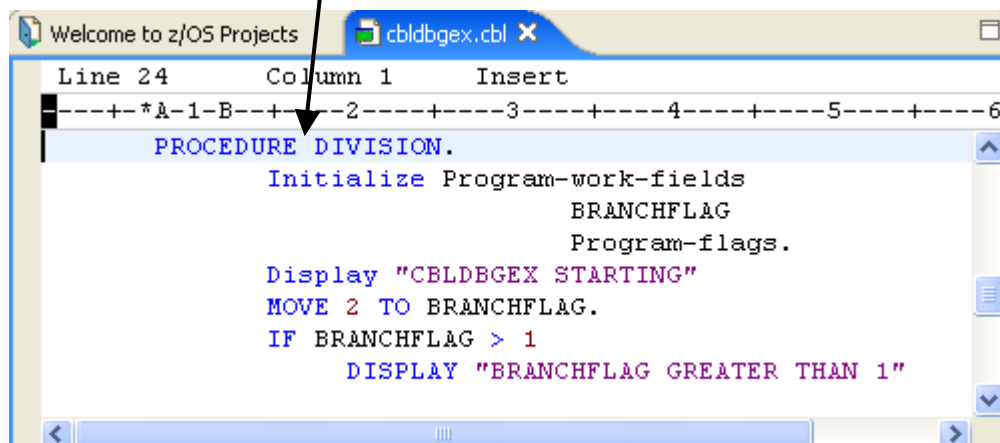 Welcome to z/OS Projects cbldbgex.cbl
Line 24 Column 1 Insert
----+-*A-1-B--+----2----+----3----+----4----+----5----+----6
PROCEDURE DIVISION.
Initialize Program-work-fields
BRANCHFLAG
Program-flags.
Display "CBLDBGEX STARTING"
MOVE 2 TO BRANCHFLAG.
IF BRANCHFLAG > 1
DISPLAY "BRANCHFLAG GREATER THAN 1"